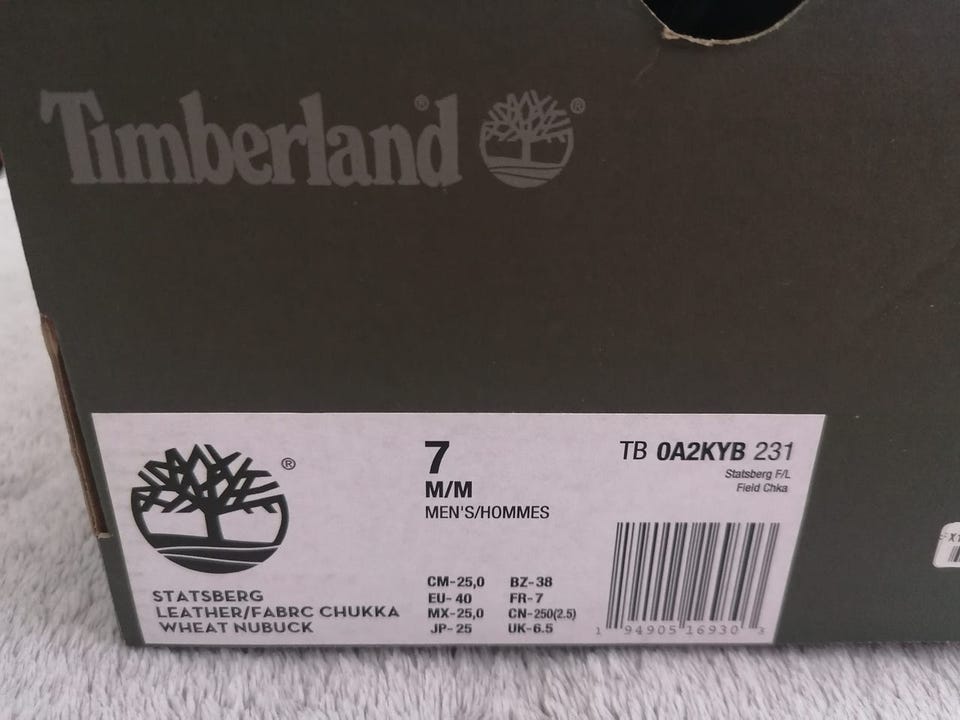 Timberland® ®
®
7
M/M
MEN'S/HOMMES
TB 0A2KYB 231
Statsberg F/L
Field Chka
STATSBERG
LEATHER/FABRC CHUKKA
WHEAT NUBUCK
CM-25,0 BZ-38
EU-40 FR-7
MX-25,0 CN-250(2.5)
JP-25 UK-6.5
1 94905 16930 3